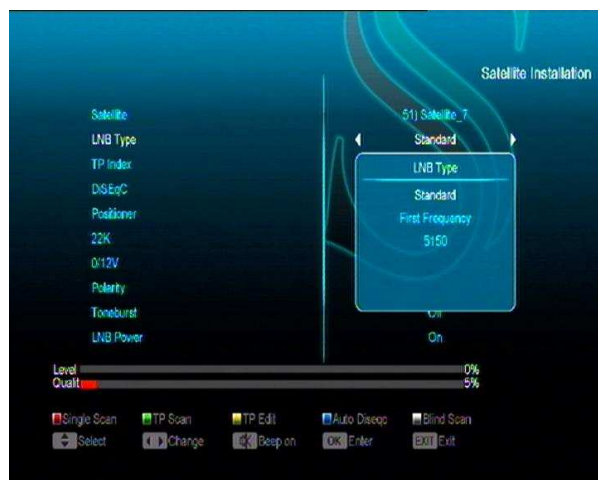 Satellite Installation
Satellite 51) Satellite_7
LNB Type Standard
TP Index
DiSEqC
Positioner
22K
0/12V
Polarity
Toneburst Off
LNB Power On
LNB Type
Standard
First Frequency
5150
Level 0%
Qualit 5%
Single Scan TP Scan TP Edit Auto Diseqc Blind Scan
Select Change Beep on OK Enter EXIT Exit